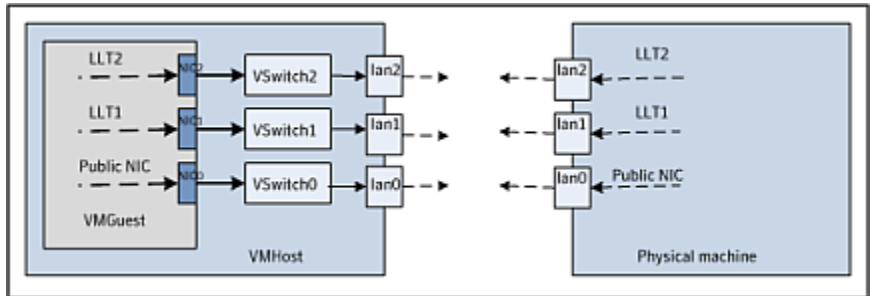 LLT2 NIC2 VSwitch2 lan2 lan2 LLT2
LLT1 NIC1 VSwitch1 lan1 lan1 LLT1
Public NIC NIC0 VSwitch0 lan0 lan0 Public NIC
VMGuest
VMHost Physical machine